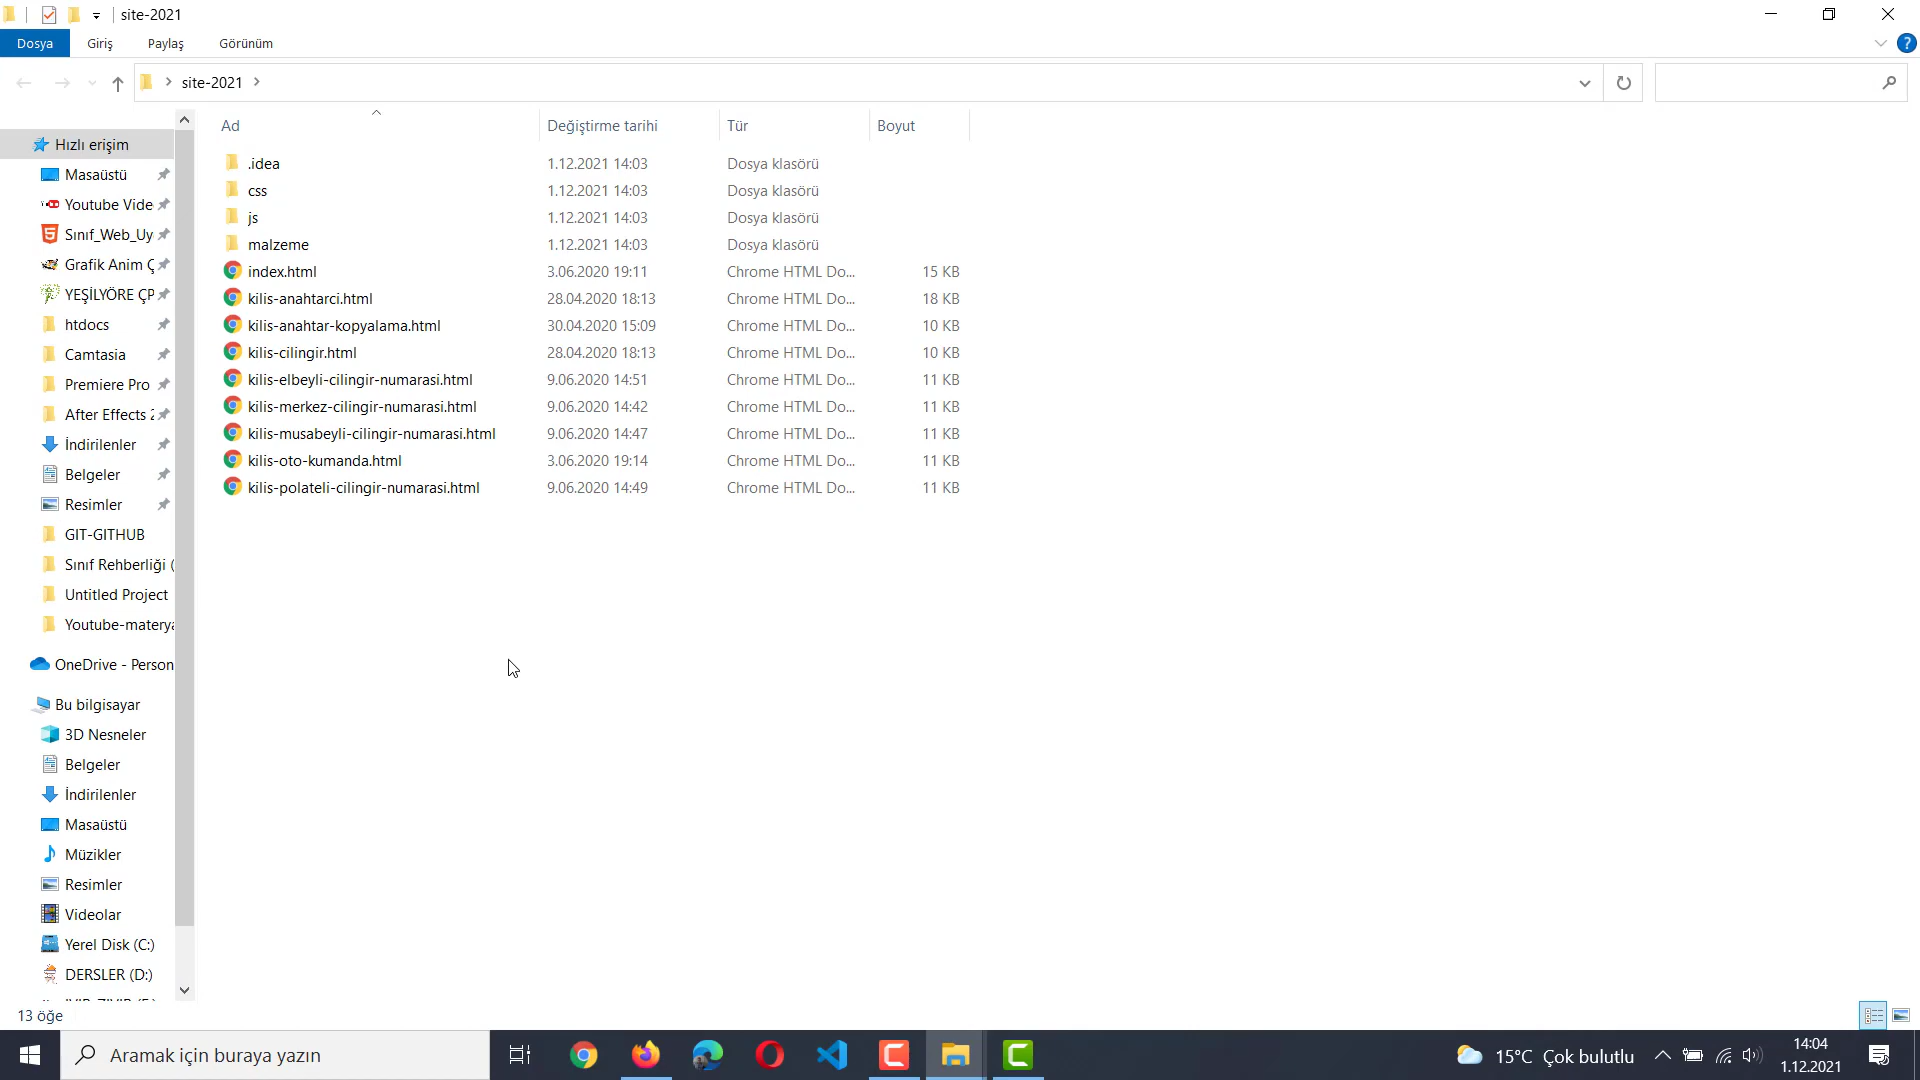 site-2021
Dosya
Giriş
Paylaş
Görünüm
site-2021
Ad
Değiştirme tarihi
Tür
Boyut
Hızlı erişim
Masaüstü
Youtube Vide
Sınıf_Web_Uy
Grafik Anim Ç
YEŞİLYÖRE ÇP
htdocs
Camtasia
Premiere Pro
After Effects 2
İndirilenler
Belgeler
Resimler
GIT-GITHUB
Sınıf Rehberliği (
Untitled Project
Youtube-materya
OneDrive - Person
Bu bilgisayar
3D Nesneler
Belgeler
İndirilenler
Masaüstü
Müzikler
Resimler
Videolar
Yerel Disk (C:)
DERSLER (D:)
.idea 1.12.2021 14:03 Dosya klasörü
css 1.12.2021 14:03 Dosya klasörü
js 1.12.2021 14:03 Dosya klasörü
malzeme 1.12.2021 14:03 Dosya klasörü
index.html 3.06.2020 19:11 Chrome HTML Do... 15 KB
kilis-anahtarci.html 28.04.2020 18:13 Chrome HTML Do... 18 KB
kilis-anahtar-kopyalama.html 30.04.2020 15:09 Chrome HTML Do... 10 KB
kilis-cilingir.html 28.04.2020 18:13 Chrome HTML Do... 10 KB
kilis-elbeyli-cilingir-numarasi.html 9.06.2020 14:51 Chrome HTML Do... 11 KB
kilis-merkez-cilingir-numarasi.html 9.06.2020 14:42 Chrome HTML Do... 11 KB
kilis-musabeyli-cilingir-numarasi.html 9.06.2020 14:47 Chrome HTML Do... 11 KB
kilis-oto-kumanda.html 3.06.2020 19:14 Chrome HTML Do... 11 KB
kilis-polateli-cilingir-numarasi.html 9.06.2020 14:49 Chrome HTML Do... 11 KB
13 öğe
Aramak için buraya yazın
15°C Çok bulutlu
14:04
1.12.2021